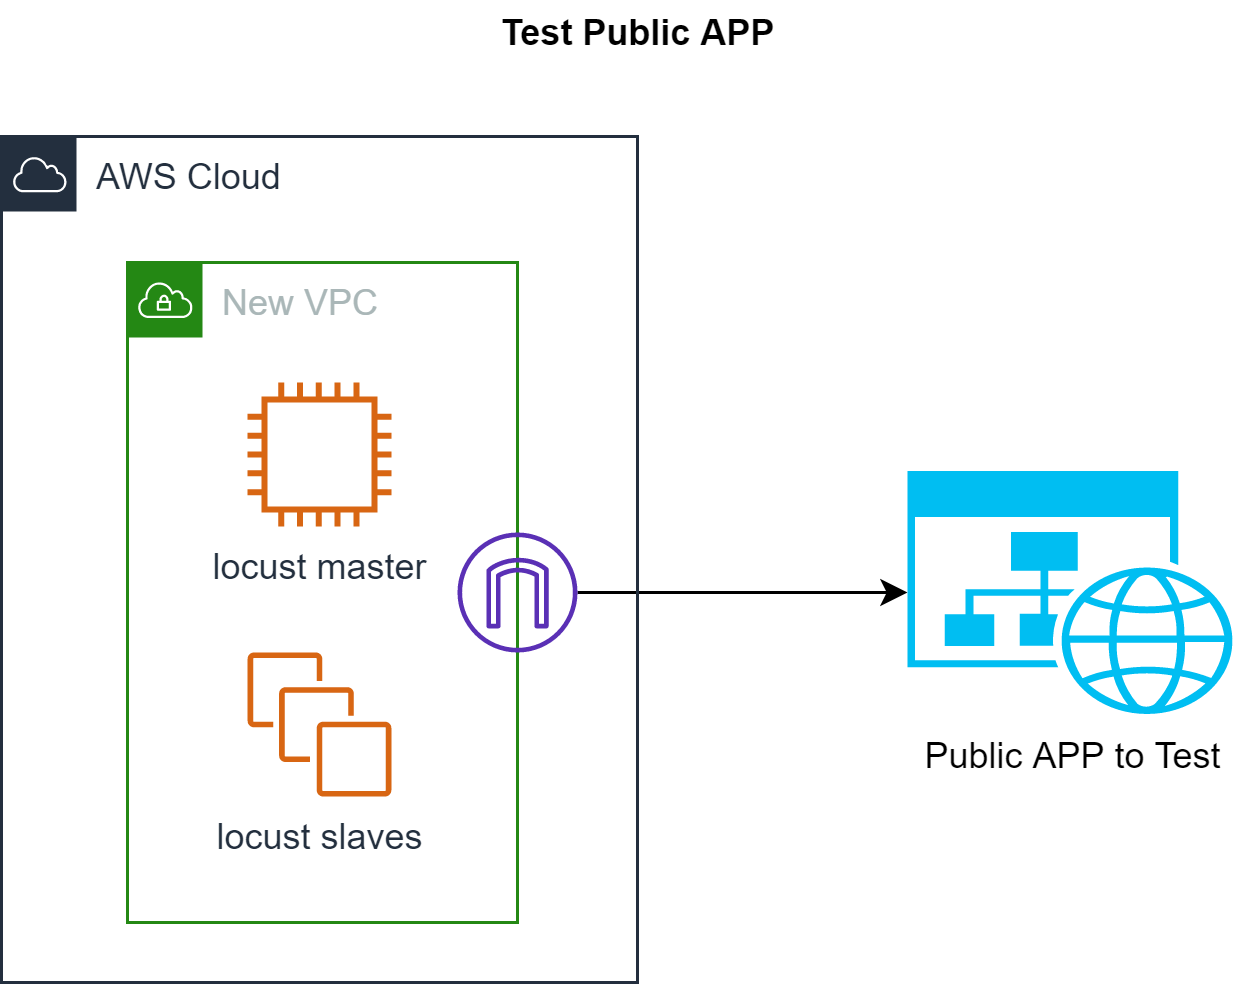 Test Public APP
AWS Cloud
New VPC
locust master
locust slaves
Public APP to Test